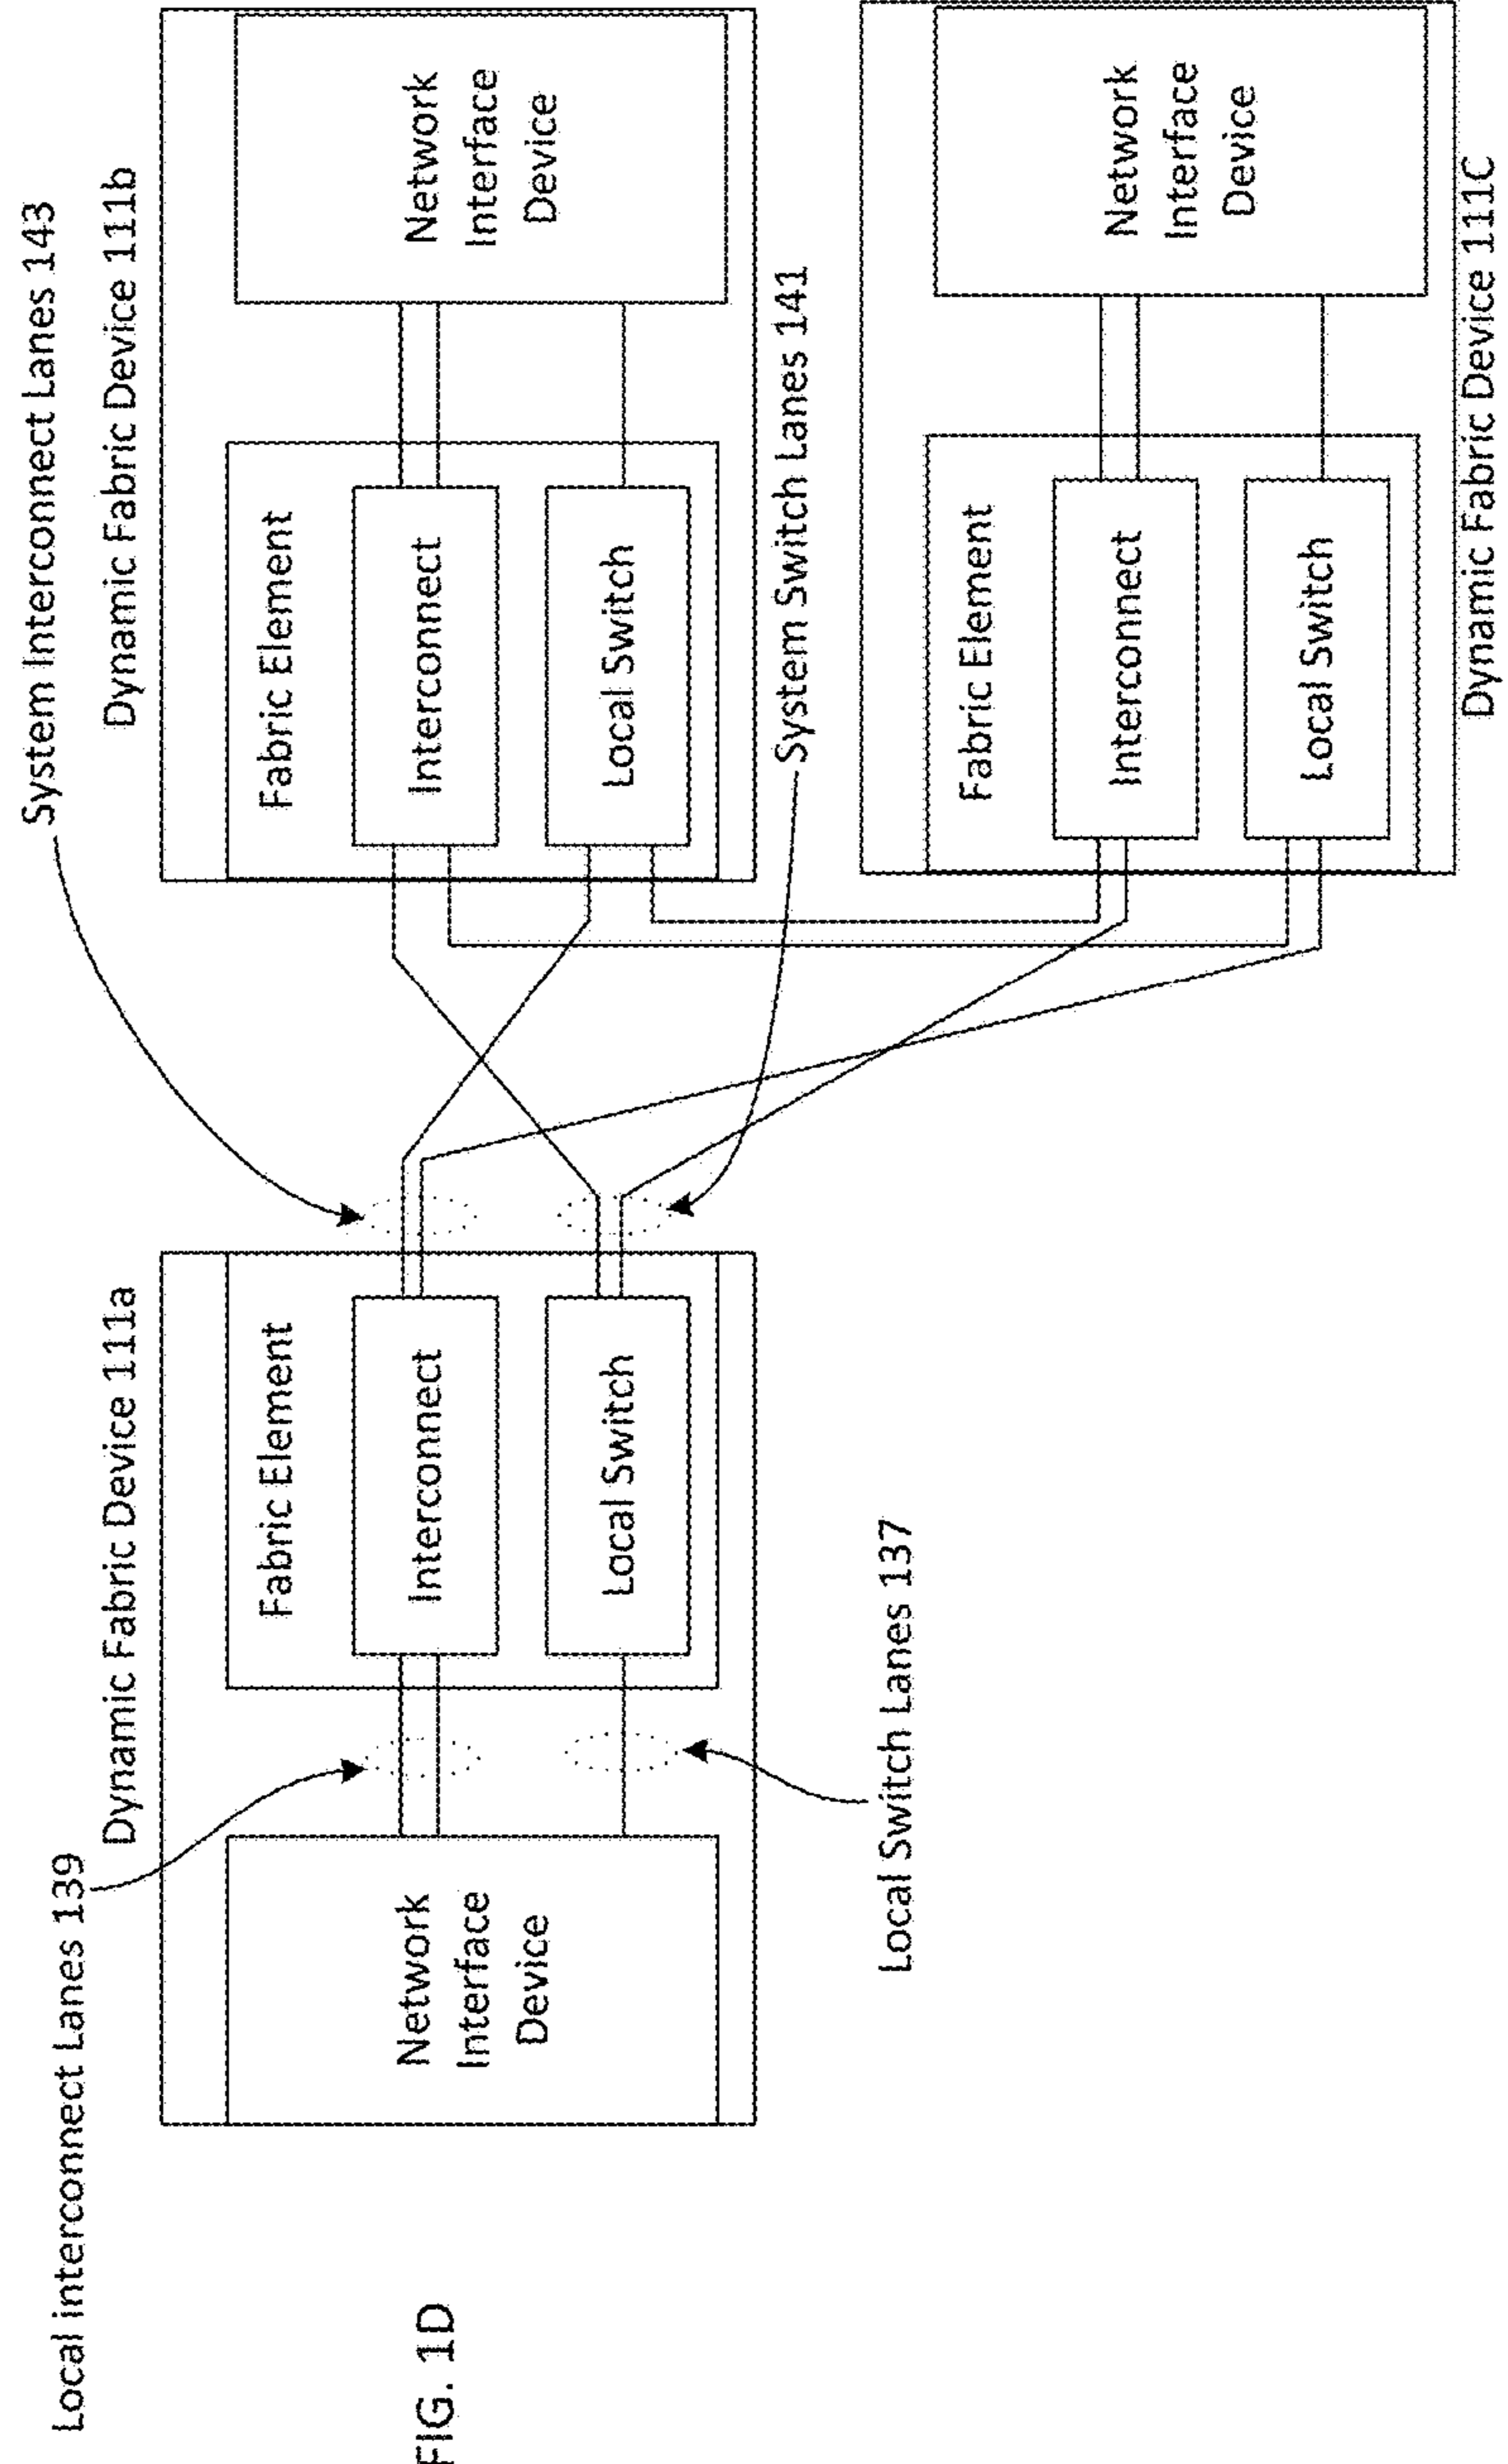 System Interconnect Lanes 143
Local interconnect Lanes 139
Dynamic Fabric Device 111a
Network
Interface
Device
Fabric Element
Interconnect
Local Switch
Local Switch Lanes 137
Dynamic Fabric Device 111b
Fabric Element
Interconnect
Local Switch
Network
Interface
Device
System Switch Lanes 141
Fabric Element
Interconnect
Local Switch
Network
Interface
Device
Dynamic Fabric Device 111C
FIG. 1D